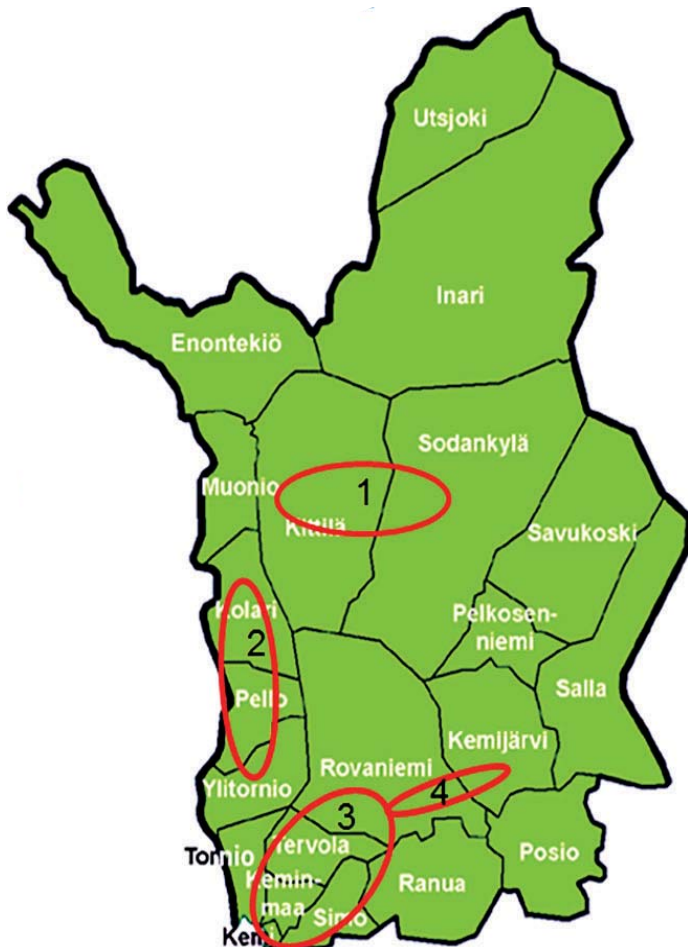 Utsjoki
Inari
Enontekiö
Sodankylä
Muonio
1
Kittilä
Savukoski
Kolari
2
Pelkosen-
niemi
Pello
Salla
Kemijärvi
Rovaniemi
Ylitornio
4
3
Tornio
Tervola
Posio
Kemin-
maa
Ranua
Simo
Kemi